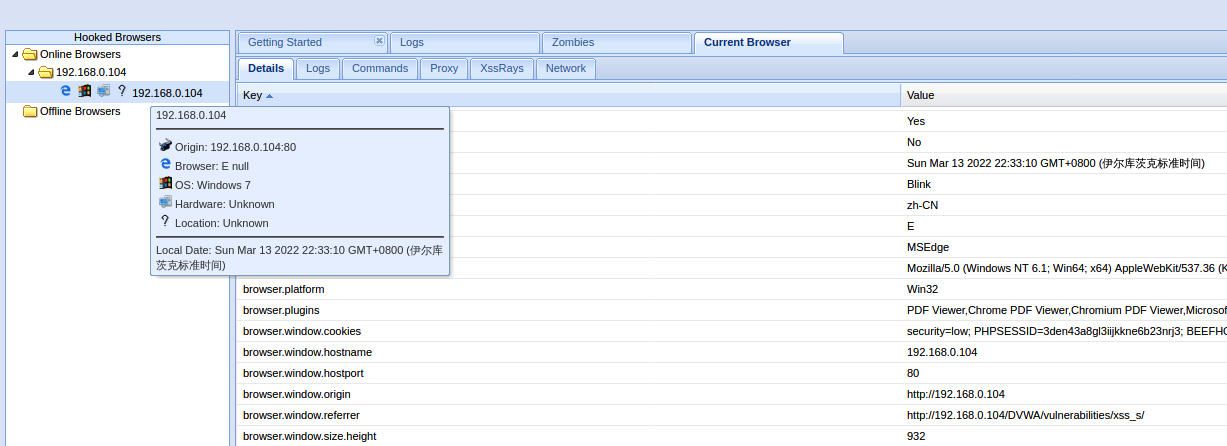 Hooked Browsers
Online Browsers
192.168.0.104
192.168.0.104
Offline Browsers
Getting Started
Logs
Zombies
Current Browser
Details
Logs
Commands
Proxy
XssRays
Network
Key
Value
192.168.0.104
Origin: 192.168.0.104:80
Browser: E null
OS: Windows 7
Hardware: Unknown
Location: Unknown
Local Date: Sun Mar 13 2022 22:33:10 GMT+0800 (伊尔库
茨克标准时间)
Yes
No
Sun Mar 13 2022 22:33:10 GMT+0800 (伊尔库茨克标准时间)
Blink
zh-CN
E
MSEdge
Mozilla/5.0 (Windows NT 6.1; Win64; x64) AppleWebKit/537.36 (K
browser.platform Win32
browser.plugins PDF Viewer,Chrome PDF Viewer,Chromium PDF Viewer,Microsof
browser.window.cookies security=low; PHPSESSID=3den43a8gl3iijkkne6b23nrj3; BEEFHO
browser.window.hostname 192.168.0.104
browser.window.hostport 80
browser.window.origin http://192.168.0.104
browser.window.referrer http://192.168.0.104/DVWA/vulnerabilities/xss_s/
browser.window.size.height 932